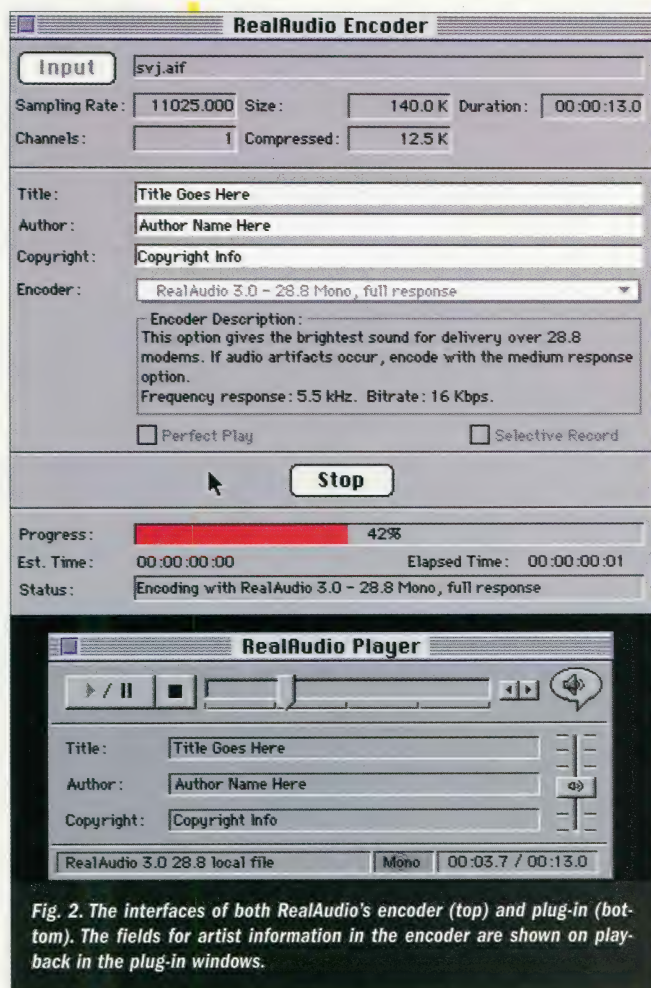 RealAudio Encoder
Input svj.aif
Sampling Rate: 11025.000 Size: 140.0 K Duration: 00:00:13.0
Channels: 1 Compressed: 12.5 K
Title: Title Goes Here
Author: Author Name Here
Copyright: Copyright Info
Encoder: RealAudio 3.0 - 28.8 Mono, full response
Encoder Description:
This option gives the brightest sound for delivery over 28.8
modems. If audio artifacts occur, encode with the medium response
option.
Frequency response: 5.5 kHz. Bitrate: 16 Kbps.
Perfect Play Selective Record
Stop
Progress: 42%
Est. Time: 00:00:00:00 Elapsed Time: 00:00:00:01
Status: Encoding with RealAudio 3.0 - 28.8 Mono, full response
RealAudio Player
Title: Title Goes Here
Author: Author Name Here
Copyright: Copyright Info
RealAudio 3.0 28.8 local file Mono 00:03.7 / 00:13.0
Fig. 2. The interfaces of both RealAudio's encoder (top) and plug-in (bot-
tom). The fields for artist information in the encoder are shown on play-
back in the plug-in windows.